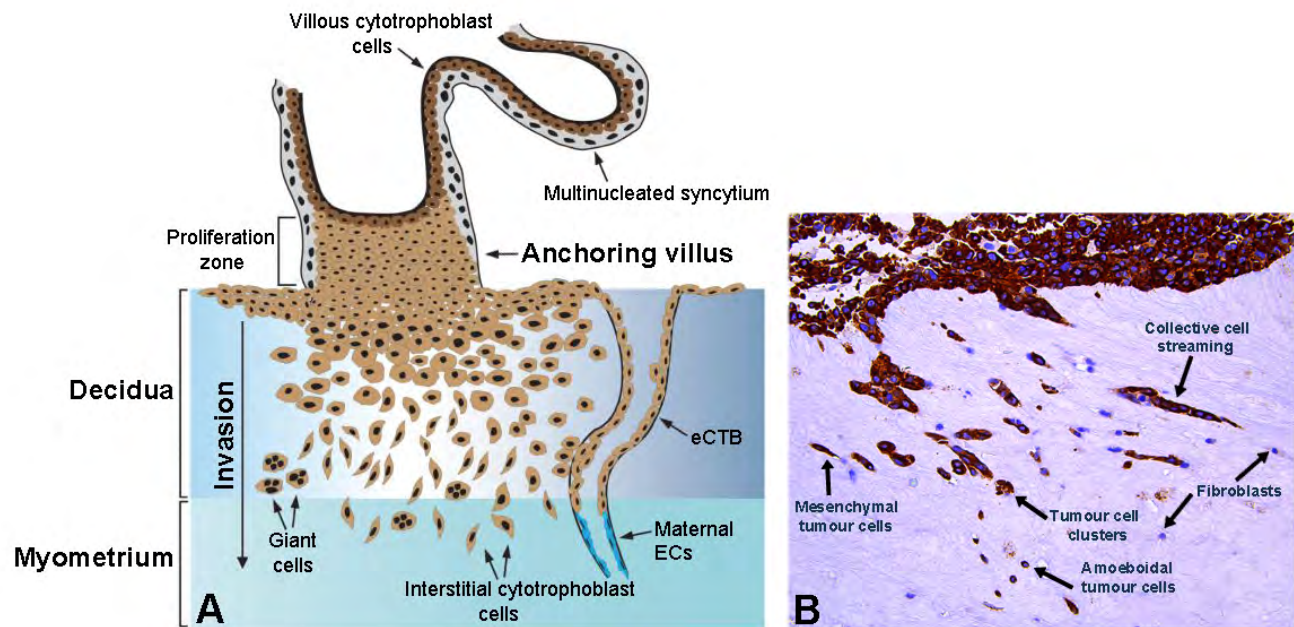 Villous cytotrophoblast
cells
Multinucleated syncytium
Proliferation
zone
Anchoring villus
Decidua
Invasion
eCTB
Myometrium
Giant
cells
Interstitial cytotrophoblast
cells
Maternal
ECs
A
Collective cell
streaming
Mesenchymal
tumour cells
Tumour cell
clusters
Fibroblasts
Amoeboidal
tumour cells
B